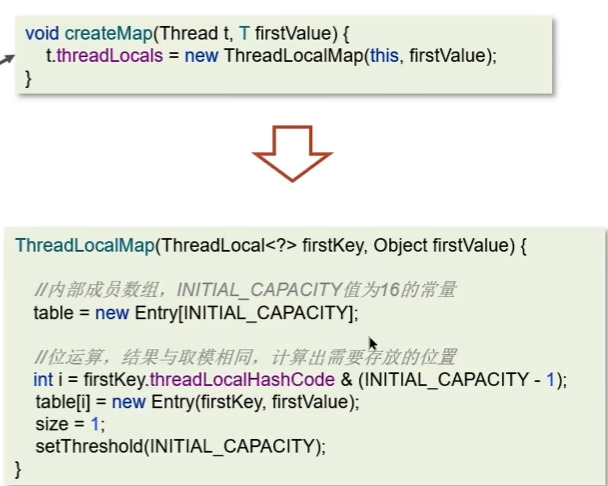 void createMap(Thread t, T firstValue) {
t.threadLocals = new ThreadLocalMap(this, firstValue);
}
ThreadLocalMap(ThreadLocal<?> firstKey, Object firstValue) {
//内部成员数组，INITIAL_CAPACITY值为16的常量
table = new Entry[INITIAL_CAPACITY];
//位运算，结果与取模相同，计算出需要存放的位置
int i = firstKey.threadLocalHashCode & (INITIAL_CAPACITY - 1);
table[i] = new Entry(firstKey, firstValue);
size = 1;
setThreshold(INITIAL_CAPACITY);
}